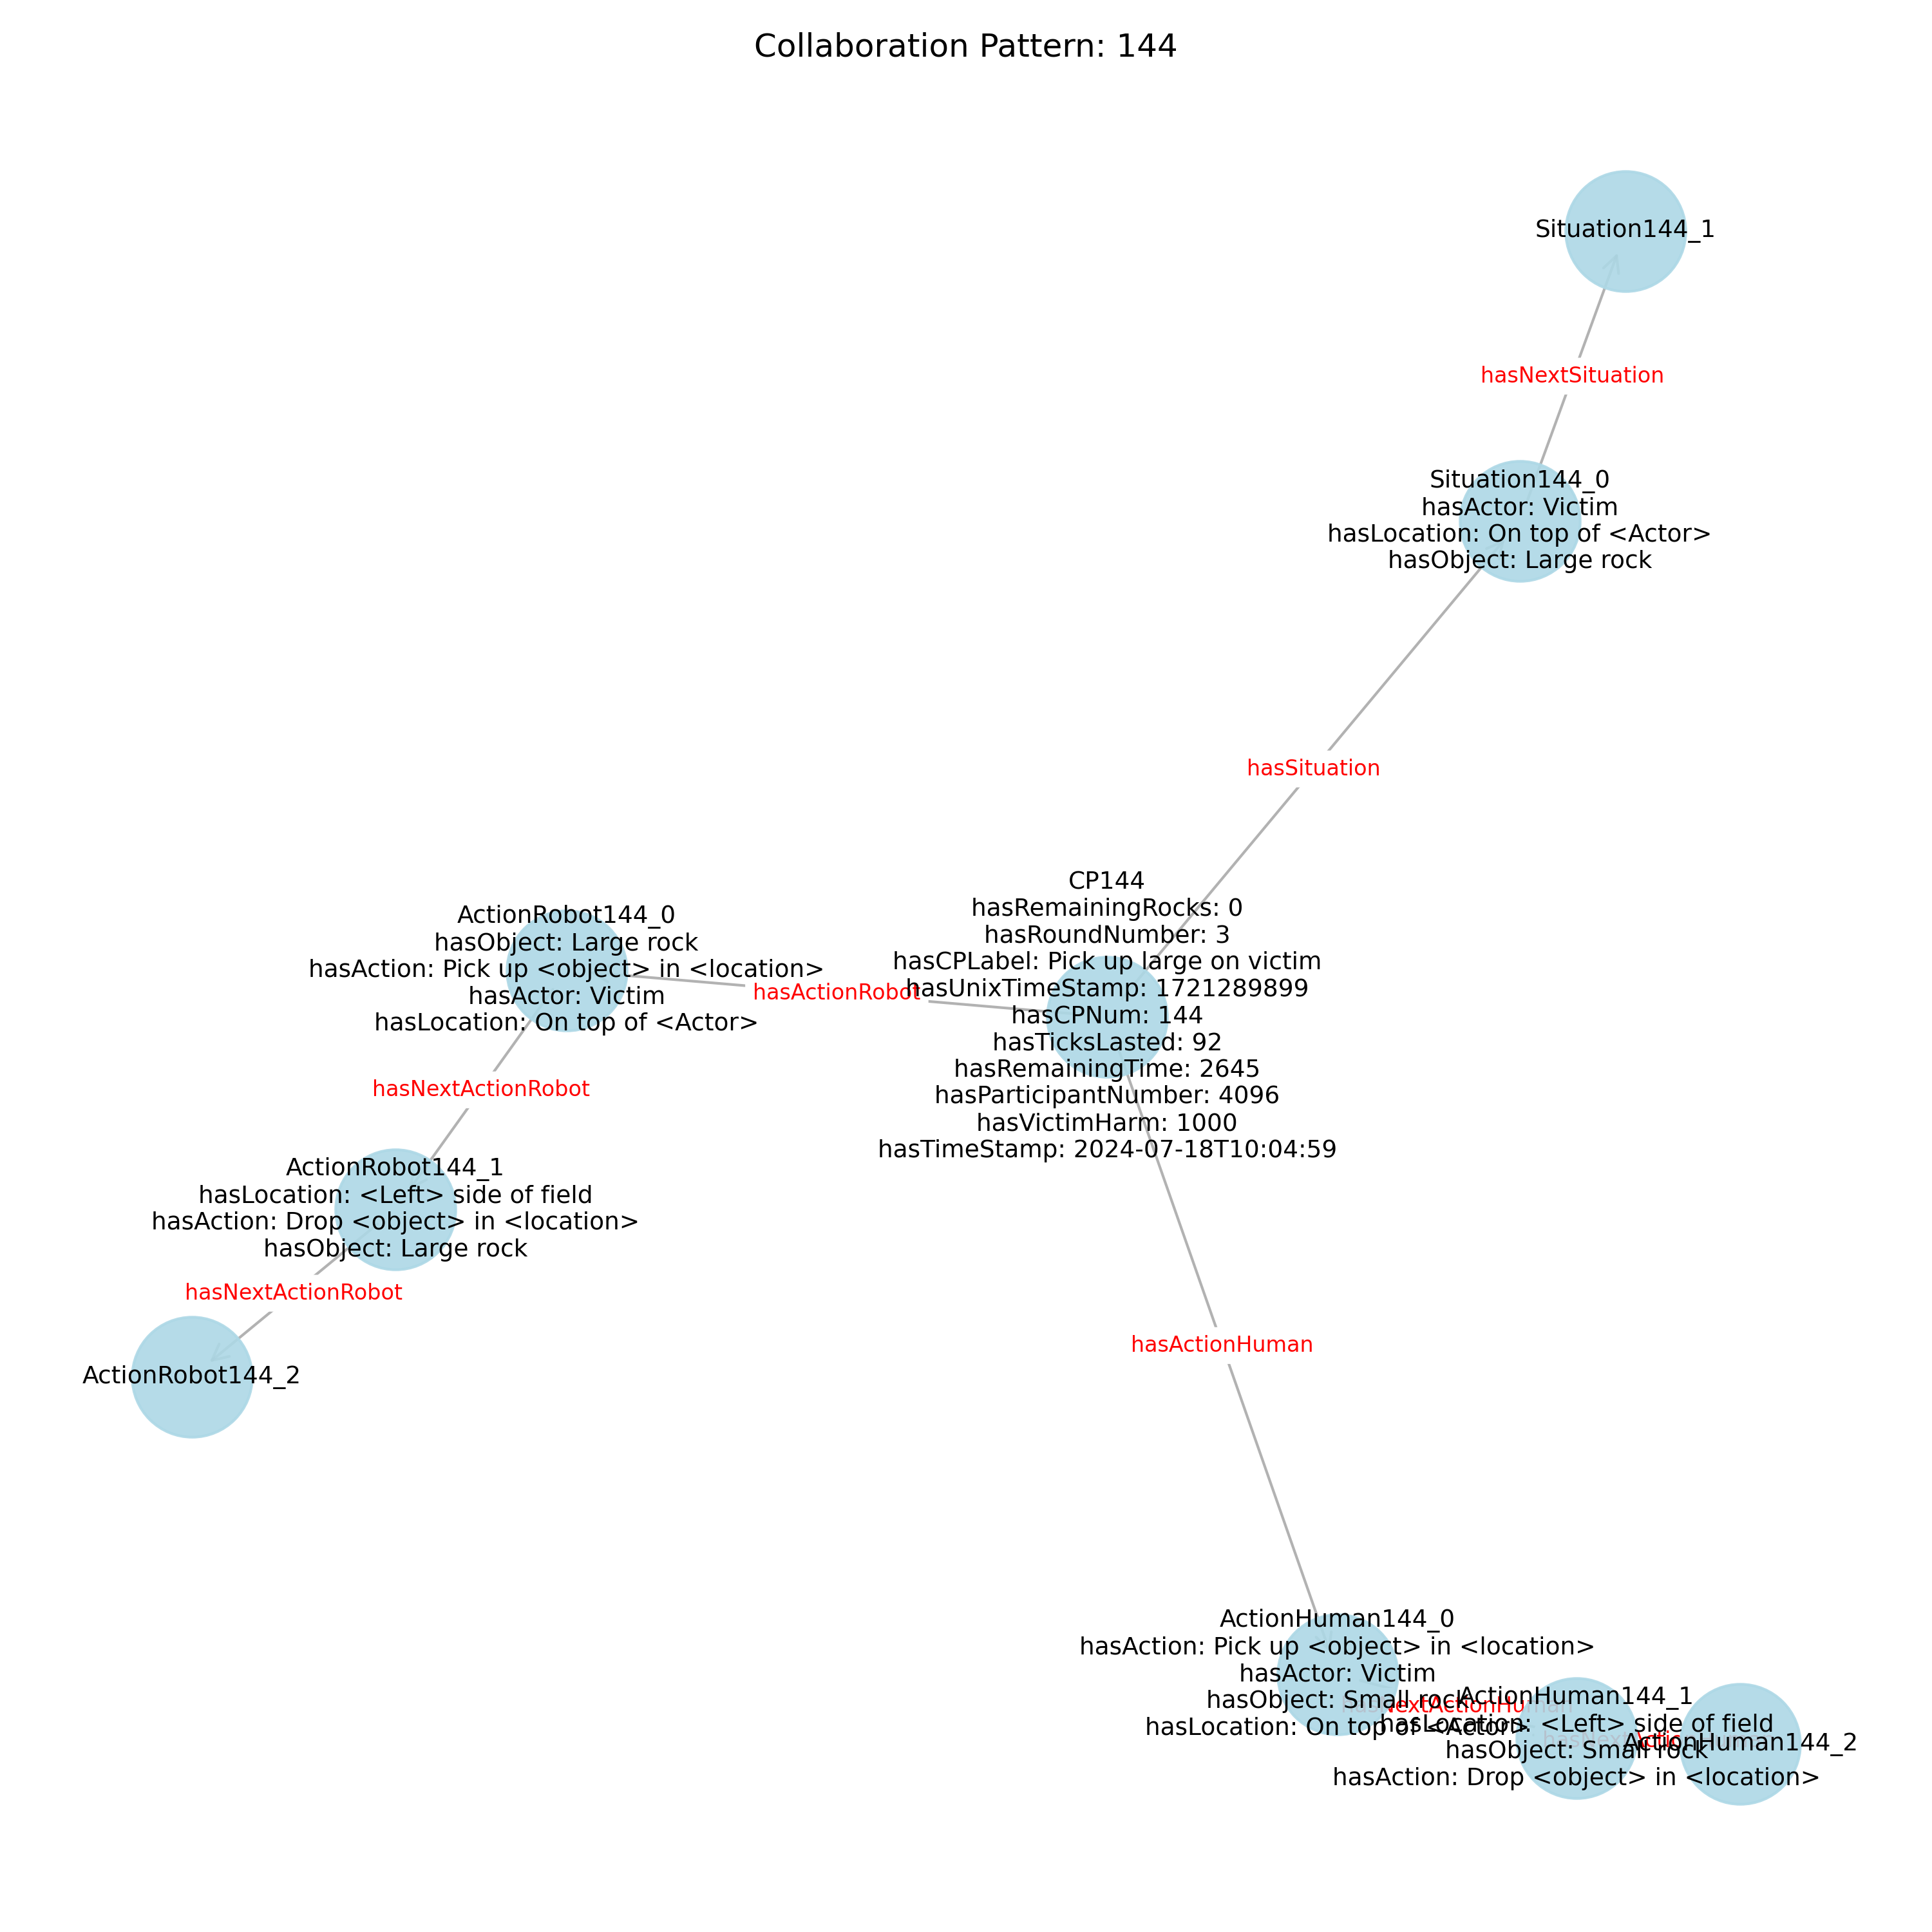 Collaboration Pattern: 144
Situation144_1
hasNextSituation
Situation144_0
hasActor: Victim
hasLocation: On top of <Actor>
hasObject: Large rock
hasSituation
CP144
hasRemainingRocks: 0
hasRoundNumber: 3
hasCPLabel: Pick up large on victim
hasUnixTimeStamp: 1721289899
hasCPNum: 144
hasTicksLasted: 92
hasRemainingTime: 2645
hasParticipantNumber: 4096
hasVictimHarm: 1000
hasTimeStamp: 2024-07-18T10:04:59
hasActionRobot
ActionRobot144_0
hasObject: Large rock
hasAction: Pick up <object> in <location>
hasActor: Victim
hasLocation: On top of <Actor>
hasNextActionRobot
ActionRobot144_1
hasLocation: <Left> side of field
hasAction: Drop <object> in <location>
hasObject: Large rock
hasNextActionRobot
ActionRobot144_2
hasActionHuman
ActionHuman144_0
hasAction: Pick up <object> in <location>
hasActor: Victim
hasObject: Small rock
hasLocation: On top of <Actor>
hasNextActionHuman
ActionHuman144_1
hasLocation: <Left> side of field
hasObject: Small rock
hasAction: Drop <object> in <location>
ActionHuman144_2